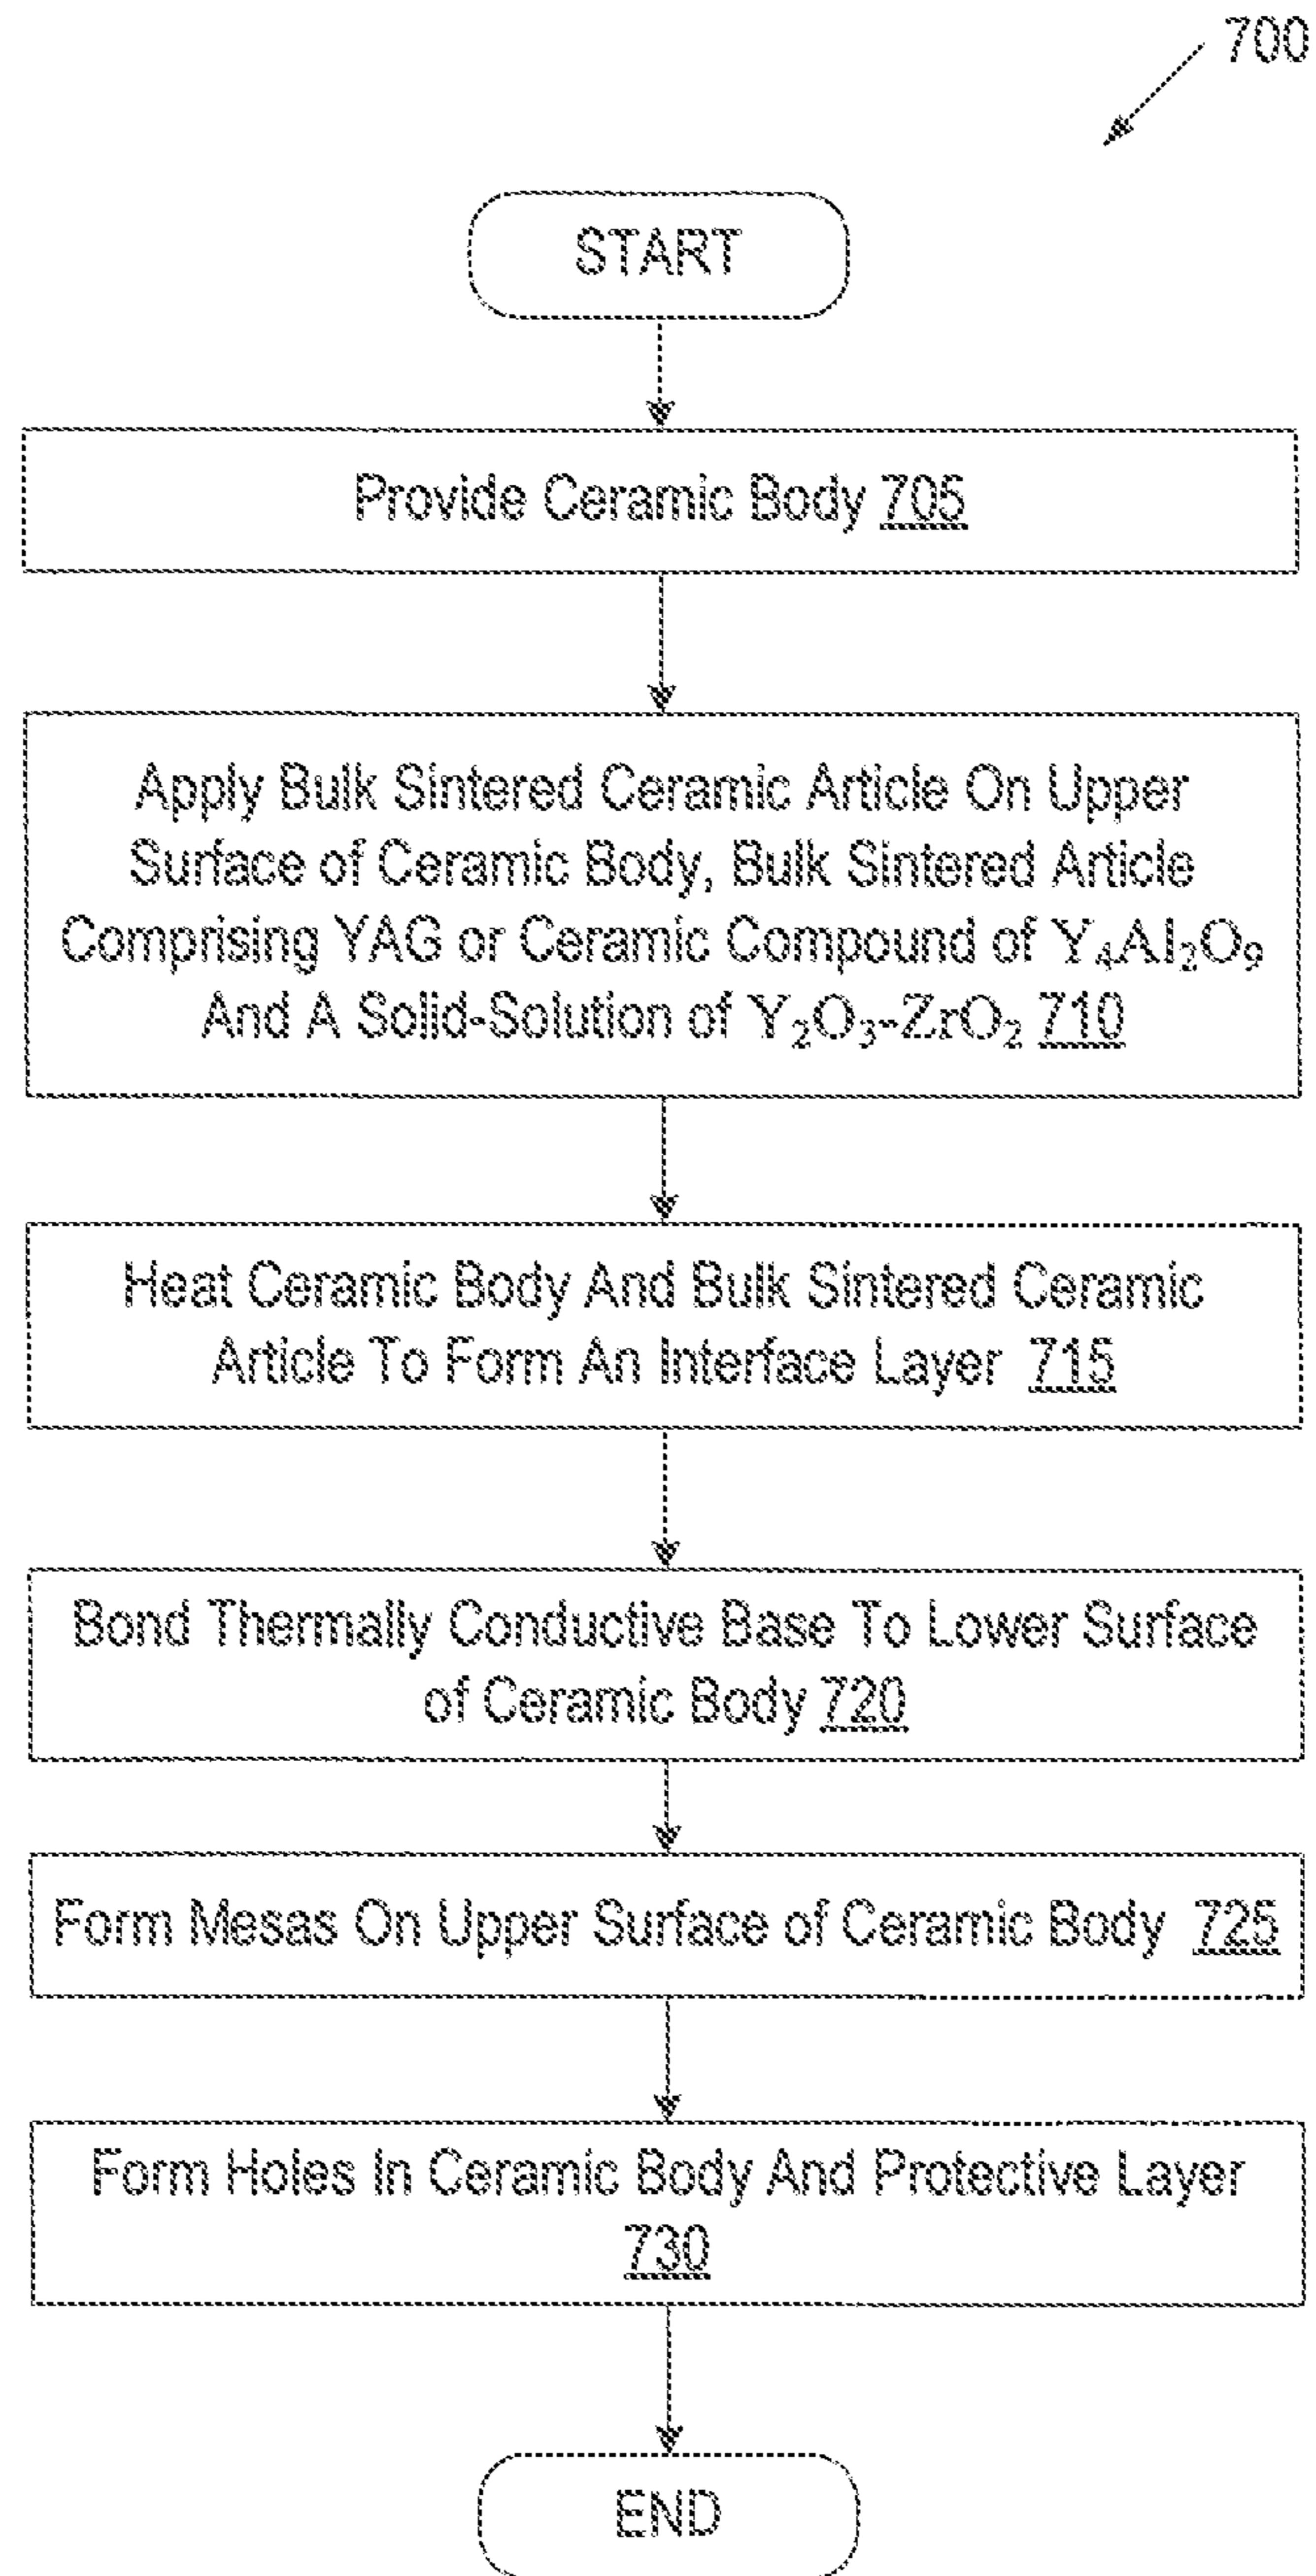 700
START
Provide Ceramic Body 705
Apply Bulk Sintered Ceramic Article On Upper
Surface of Ceramic Body, Bulk Sintered Article
Comprising YAG or Ceramic Compound of Y₄Al₂O₉
And A Solid-Solution of Y₂O₃-ZrO₂ 710
Heat Ceramic Body And Bulk Sintered Ceramic
Article To Form An Interface Layer 715
Bond Thermally Conductive Base To Lower Surface
of Ceramic Body 720
Form Mesas On Upper Surface of Ceramic Body 725
Form Holes In Ceramic Body And Protective Layer
730
END